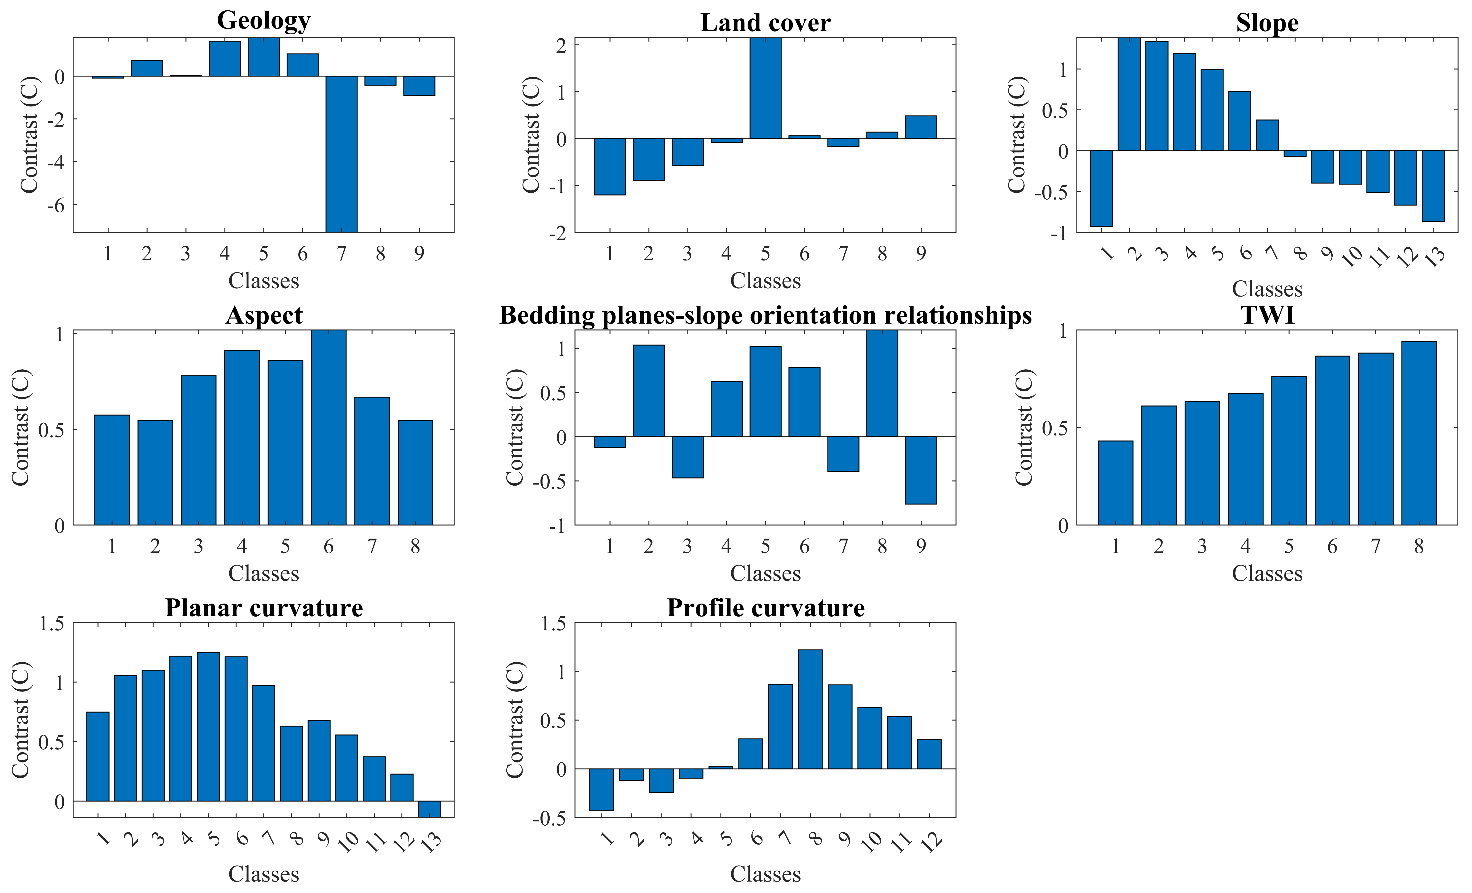 Geology
Contrast (C)
0
-2
-4
-6
1 2 3 4 5 6 7 8 9
Classes
Land cover
Contrast (C)
2
1
0
-1
-2
1 2 3 4 5 6 7 8 9
Classes
Slope
Contrast (C)
1
0.5
0
-0.5
-1
1 2 3 4 5 6 7 8 9 10 11 12 13
Classes
Aspect
Contrast (C)
1
0.5
0
1 2 3 4 5 6 7 8
Classes
Bedding planes-slope orientation relationships
Contrast (C)
1
0.5
0
-0.5
-1
1 2 3 4 5 6 7 8 9
Classes
TWI
Contrast (C)
1
0.5
0
1 2 3 4 5 6 7 8
Classes
Planar curvature
Contrast (C)
1.5
1
0.5
0
1 2 3 4 5 6 7 8 9 10 11 12 13
Classes
Profile curvature
Contrast (C)
1.5
1
0.5
0
-0.5
1 2 3 4 5 6 7 8 9 10 11 12
Classes